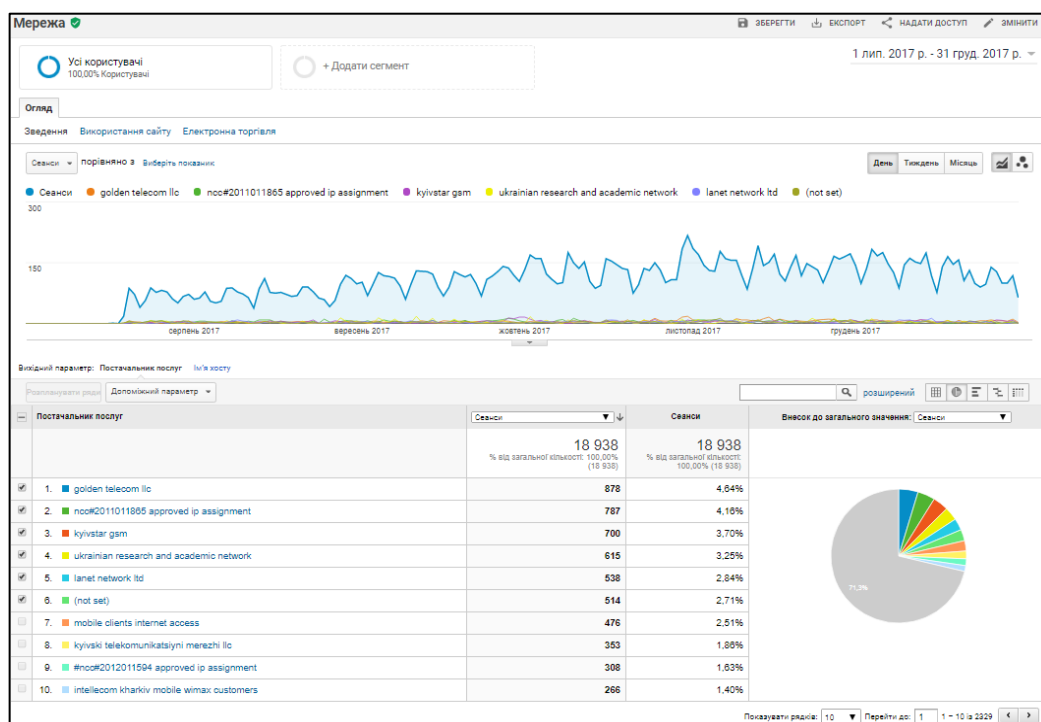 Мережа
ЗБЕРЕГТИ ЕКСПОРТ НАДАТИ ДОСТУП ЗМІНИТИ
Усі користувачі
100,00% Користувачі
+ Додати сегмент
1 лип. 2017 р. - 31 груд. 2017 р.
Огляд
Зведення Використання сайту Електронна торгівля
Сеанси порівняно з Виберіть показник
День Тиждень Місяць
Сеанси golden telecom llc ncc#2011011865 approved ip assignment kyivstar gsm ukrainian research and academic network lanet network ltd (not set)
300
150
серпень 2017 вересень 2017 жовтень 2017 листопад 2017 грудень 2017
Вихідний параметр: Постачальник послуг Ім'я хосту
Розпланувати ряди Допоміжний параметр розширений
Постачальник послуг Сеанси Сеанси Внесок до загального значення: Сеанси
18 938 18 938
% від загальної кількості: 100,00% (18 938) % від загальної кількості: 100,00% (18 938)
1. golden telecom llc 878 4,64%
2. ncc#2011011865 approved ip assignment 787 4,16%
3. kyivstar gsm 700 3,70%
4. ukrainian research and academic network 615 3,25%
5. lanet network ltd 538 2,84%
6. (not set) 514 2,71%
7. mobile clients internet access 476 2,51%
8. kyivski telekomunikatsiyni merezhi llc 353 1,86%
9. #ncc#2012011594 approved ip assignment 308 1,63%
10. intellecom kharkiv mobile wimax customers 266 1,40%
71,3%
Показувати рядків: 10 Перейти до: 1 1 – 10 із 2329